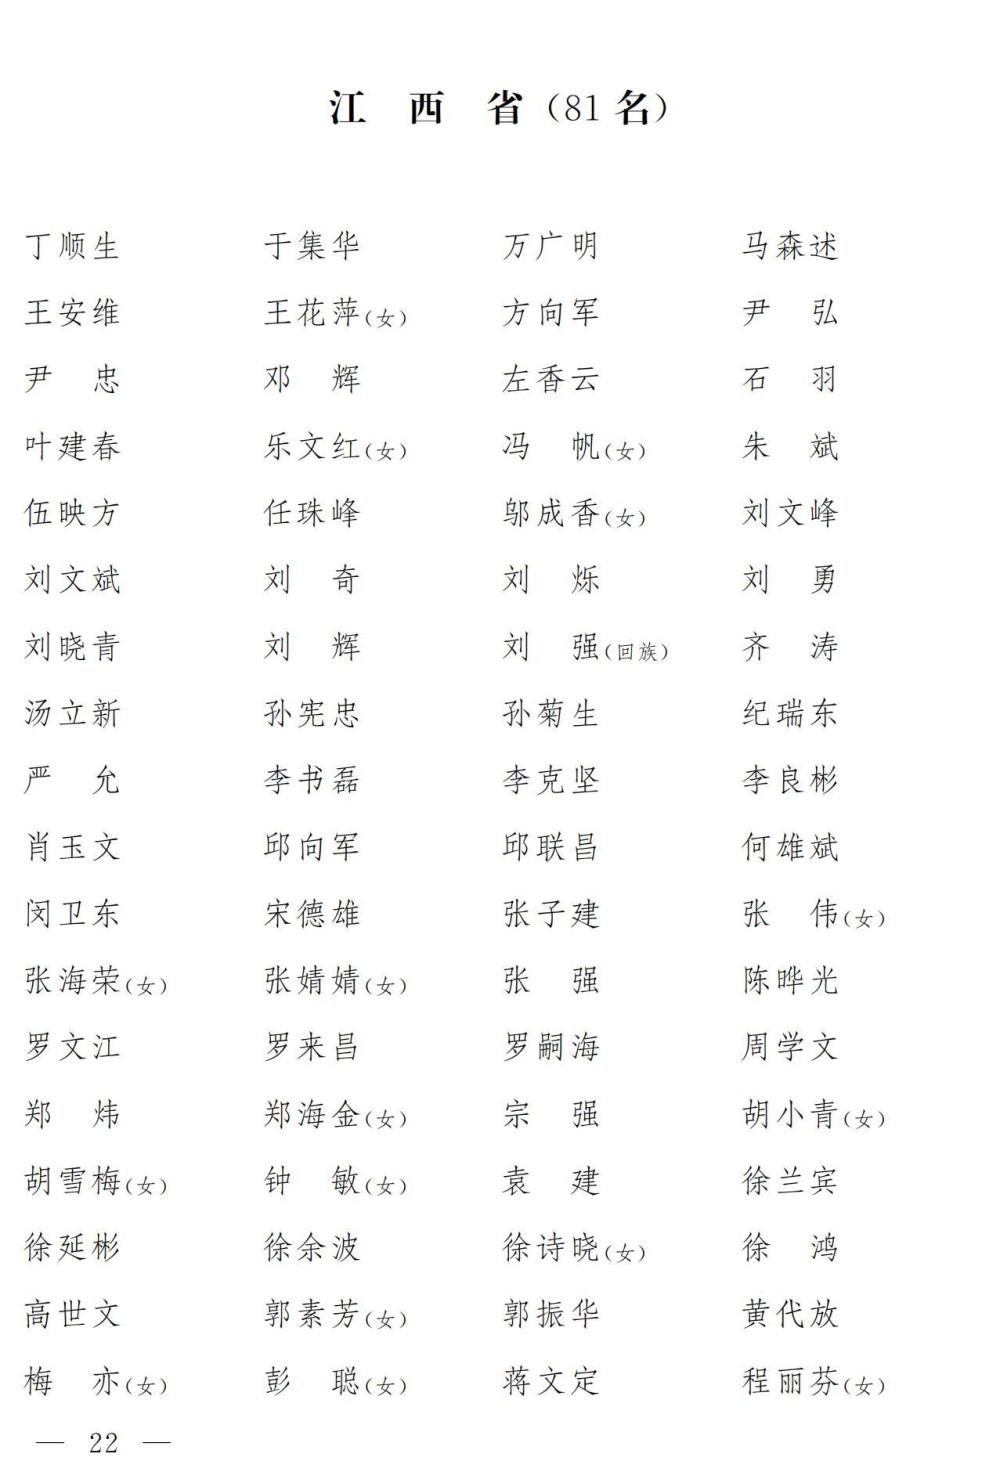 江 西 省（81 名）
丁顺生 于集华 万广明 马森述
王安维 王花萍（女） 方向军 尹 弘
尹 忠 邓 辉 左香云 石 羽
叶建春 乐文红（女） 冯 帆（女） 朱 斌
伍映方 任珠峰 邬成香（女） 刘文峰
刘文斌 刘 奇 刘 烁 刘 勇
刘晓青 刘 辉 刘 强（回族） 齐 涛
汤立新 孙宪忠 孙菊生 纪瑞东
严 允 李书磊 李克坚 李良彬
肖玉文 邱向军 邱联昌 何雄斌
闵卫东 宋德雄 张子建 张 伟（女）
张海荣（女） 张婧婧（女） 张 强 陈晔光
罗文江 罗来昌 罗嗣海 周学文
郑 炜 郑海金（女） 宗 强 胡小青（女）
胡雪梅（女） 钟 敏（女） 袁 建 徐兰宾
徐延彬 徐余波 徐诗晓（女） 徐 鸿
高世文 郭素芳（女） 郭振华 黄代放
梅 亦（女） 彭 聪（女） 蒋文定 程丽芬（女）
— 22 —